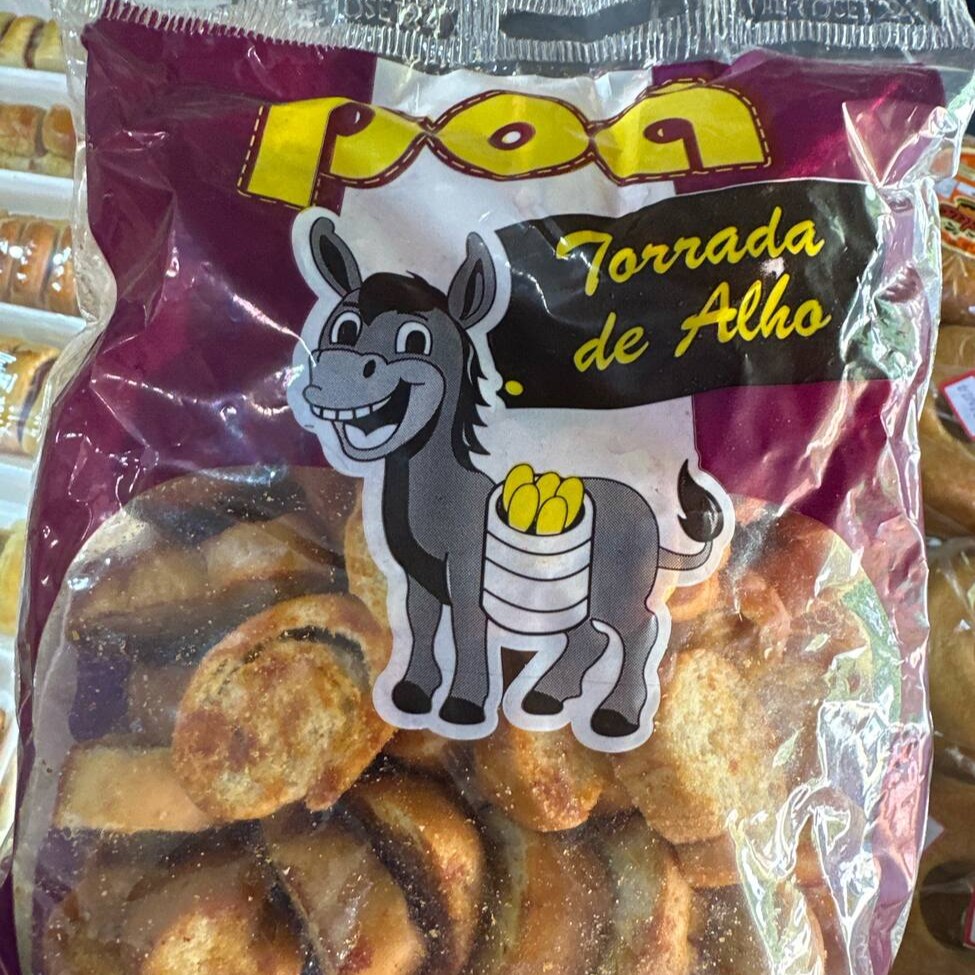 poá
Torrada
de Alho